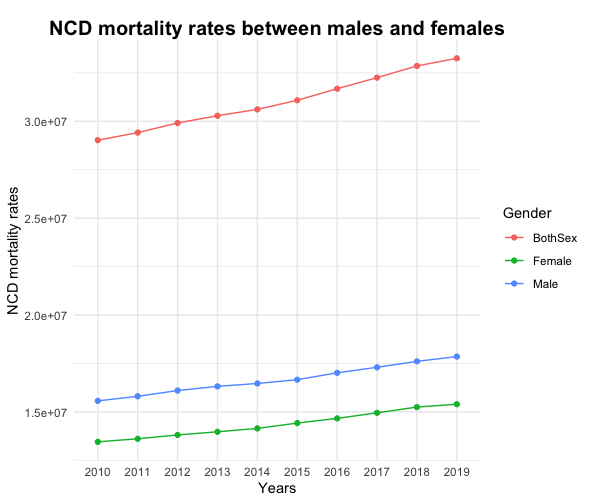 NCD mortality rates between males and females
NCD mortality rates
3.0e+07
2.5e+07
2.0e+07
1.5e+07
2010 2011 2012 2013 2014 2015 2016 2017 2018 2019
Years
Gender
BothSex
Female
Male